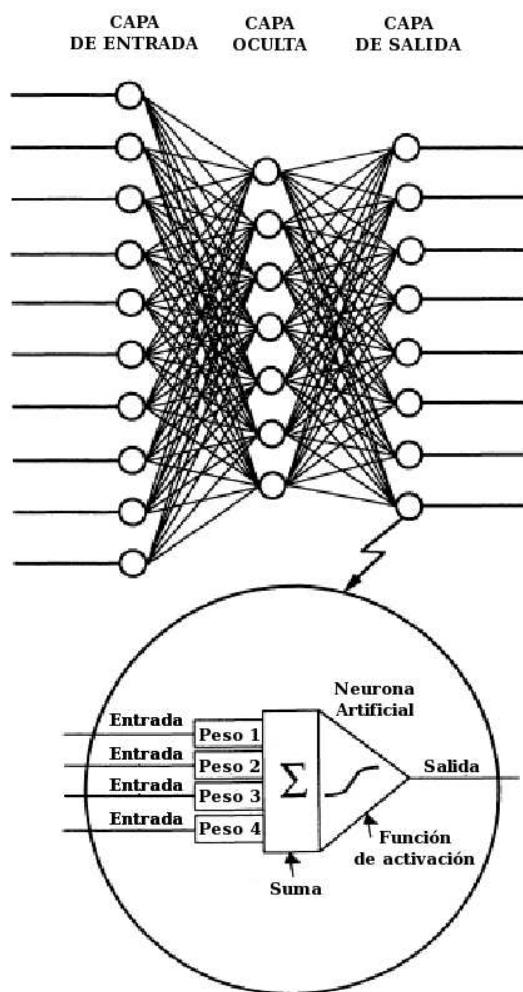 CAPA
DE ENTRADA
CAPA
OCULTA
CAPA
DE SALIDA
Neurona
Artificial
Entrada
Peso 1
Entrada
Peso 2
Entrada
Peso 3
Entrada
Peso 4
Σ
Salida
Función
de activación
Suma